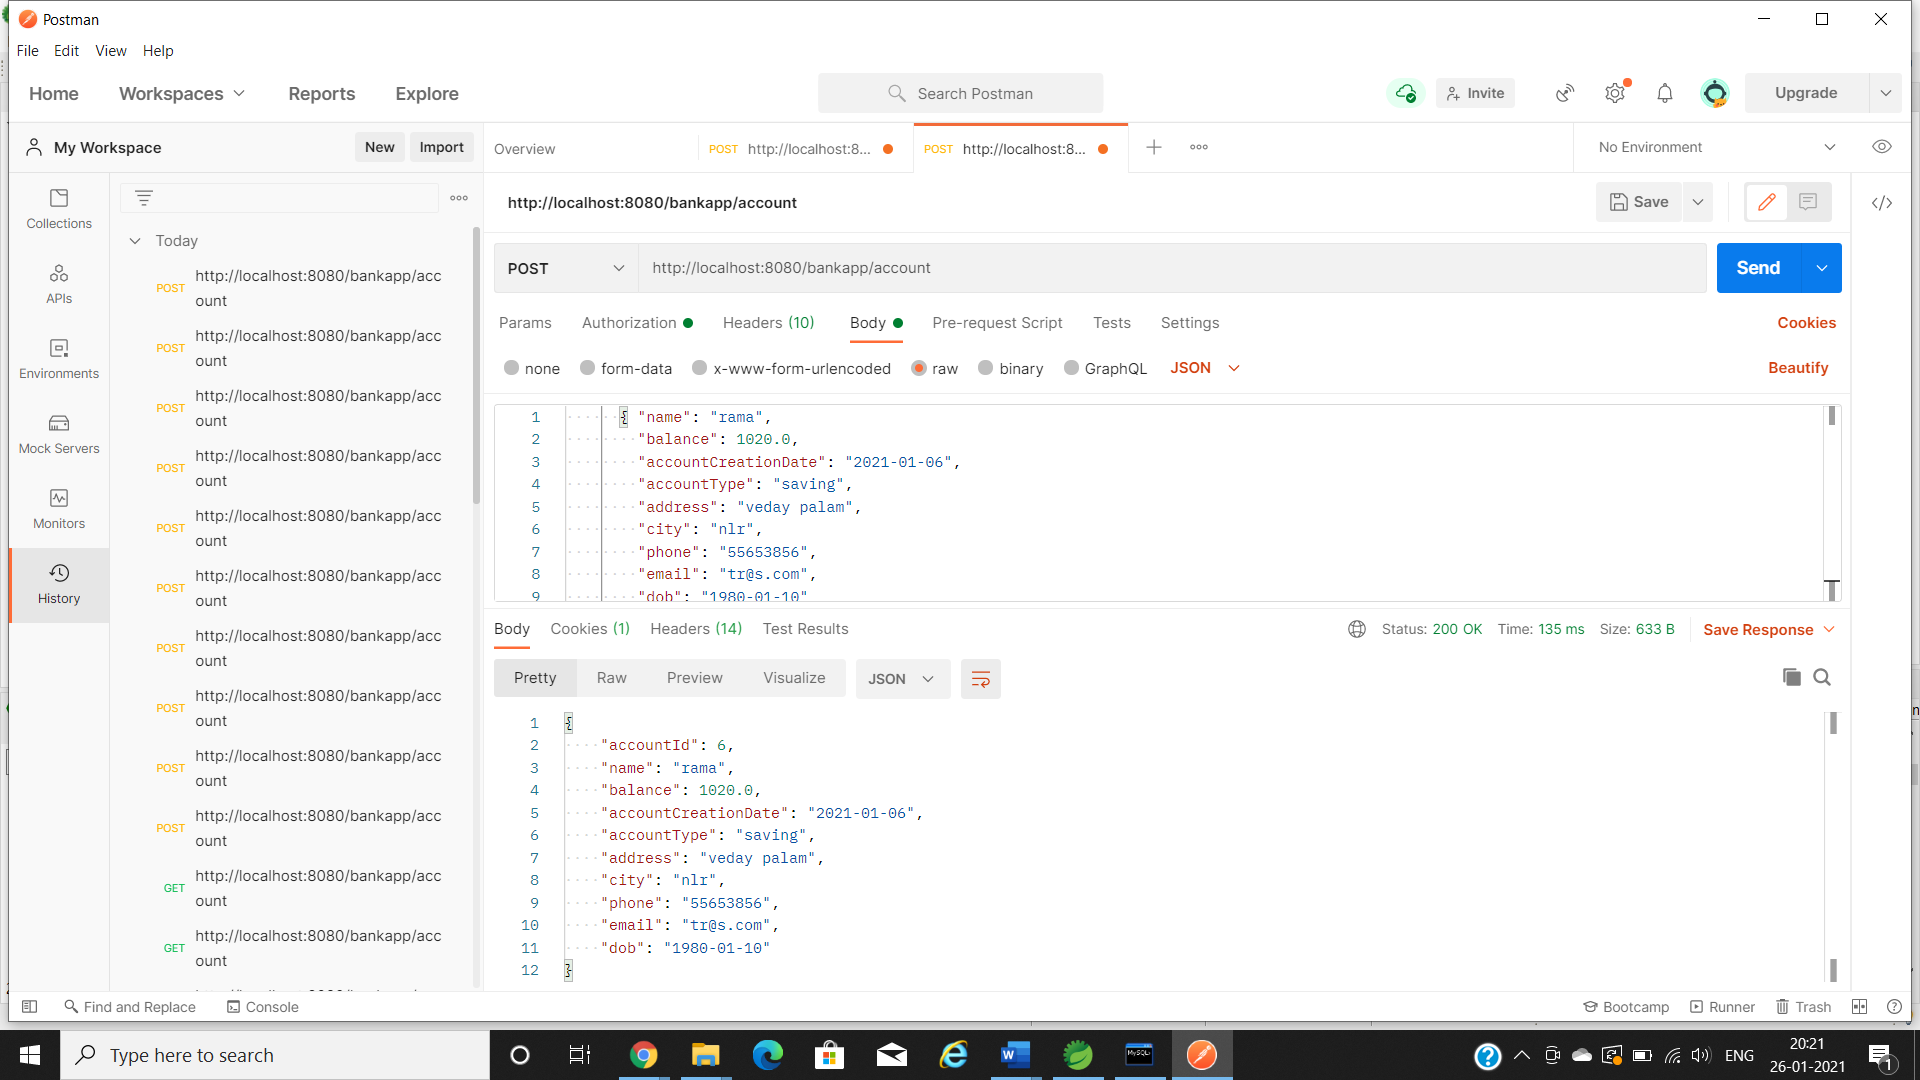 Postman
File Edit View Help
Home Workspaces Reports Explore
Search Postman
Invite
Upgrade
My Workspace
New Import
Overview
POST http://localhost:8...
POST http://localhost:8...
No Environment
Collections
APIs
Environments
Mock Servers
Monitors
History
Today
POST http://localhost:8080/bankapp/acc
ount
POST http://localhost:8080/bankapp/acc
ount
POST http://localhost:8080/bankapp/acc
ount
POST http://localhost:8080/bankapp/acc
ount
POST http://localhost:8080/bankapp/acc
ount
POST http://localhost:8080/bankapp/acc
ount
POST http://localhost:8080/bankapp/acc
ount
POST http://localhost:8080/bankapp/acc
ount
POST http://localhost:8080/bankapp/acc
ount
POST http://localhost:8080/bankapp/acc
ount
GET http://localhost:8080/bankapp/acc
ount
GET http://localhost:8080/bankapp/acc
ount
http://localhost:8080/bankapp/account
Save
</>
POST http://localhost:8080/bankapp/account
Send
Params Authorization Headers (10) Body Pre-request Script Tests Settings
Cookies
none form-data x-www-form-urlencoded raw binary GraphQL JSON
Beautify
1 { "name": "rama",
2 "balance": 1020.0,
3 "accountCreationDate": "2021-01-06",
4 "accountType": "saving",
5 "address": "veday palam",
6 "city": "nlr",
7 "phone": "55653856",
8 "email": "tr@s.com",
9 "dob": "1980-01-10"
Body Cookies (1) Headers (14) Test Results
Status: 200 OK Time: 135 ms Size: 633 B Save Response
Pretty Raw Preview Visualize JSON
1 {
2 "accountId": 6,
3 "name": "rama",
4 "balance": 1020.0,
5 "accountCreationDate": "2021-01-06",
6 "accountType": "saving",
7 "address": "veday palam",
8 "city": "nlr",
9 "phone": "55653856",
10 "email": "tr@s.com",
11 "dob": "1980-01-10"
12 }
Find and Replace Console
Bootcamp Runner Trash
Type here to search
MySQL
ENG
20:21
26-01-2021
1